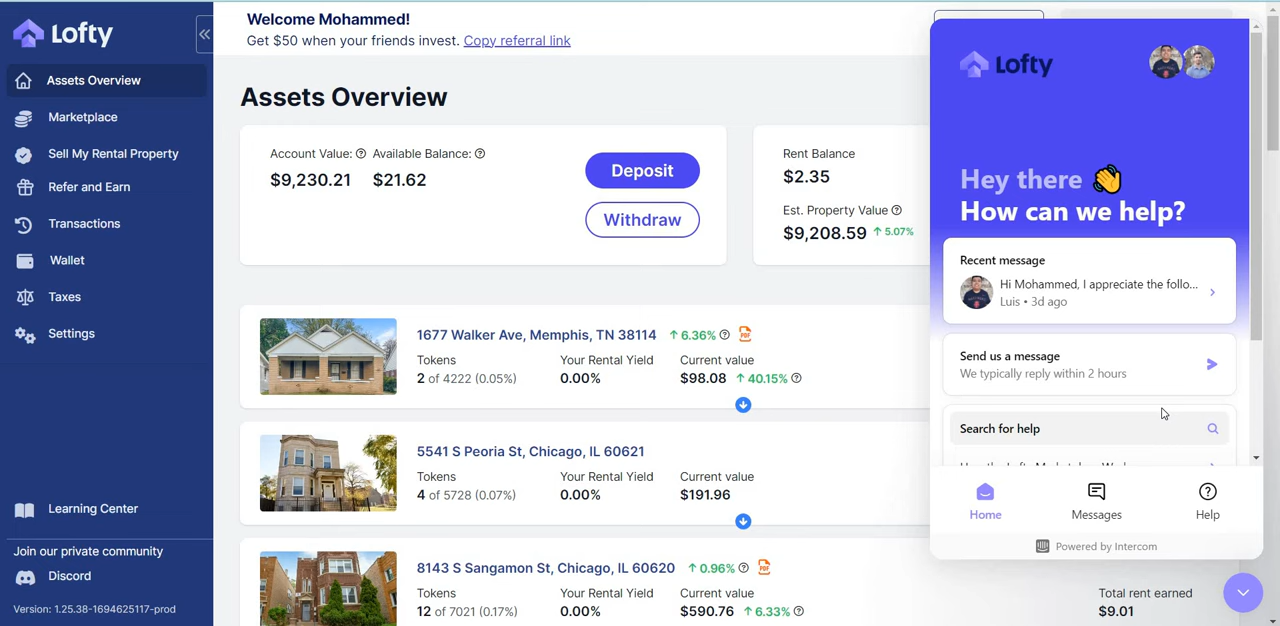 Lofty
Assets Overview
Marketplace
Sell My Rental Property
Refer and Earn
Transactions
Wallet
Taxes
Settings
Learning Center
Join our private community
Discord
Version: 1.25.38-1694625117-prod
Welcome Mohammed!
Get $50 when your friends invest. Copy referral link
Assets Overview
Account Value: Available Balance:
$9,230.21 $21.62
Deposit
Withdraw
Rent Balance
$2.35
Est. Property Value
$9,208.59 ↑ 5.07%
1677 Walker Ave, Memphis, TN 38114 ↑ 6.36% PDF
Tokens Your Rental Yield Current value
2 of 4222 (0.05%) 0.00% $98.08 ↑ 40.15%
5541 S Peoria St, Chicago, IL 60621
Tokens Your Rental Yield Current value
4 of 5728 (0.07%) 0.00% $191.96
8143 S Sangamon St, Chicago, IL 60620 ↑ 0.96% PDF
Tokens Your Rental Yield Current value
12 of 7021 (0.17%) 0.00% $590.76 ↑ 6.33%
Total rent earned
$9.01
Lofty
Hey there 👋
How can we help?
Recent message
Hi Mohammed, I appreciate the follo...
Luis • 3d ago
Send us a message
We typically reply within 2 hours
Search for help
Home
Messages
Help
Powered by Intercom